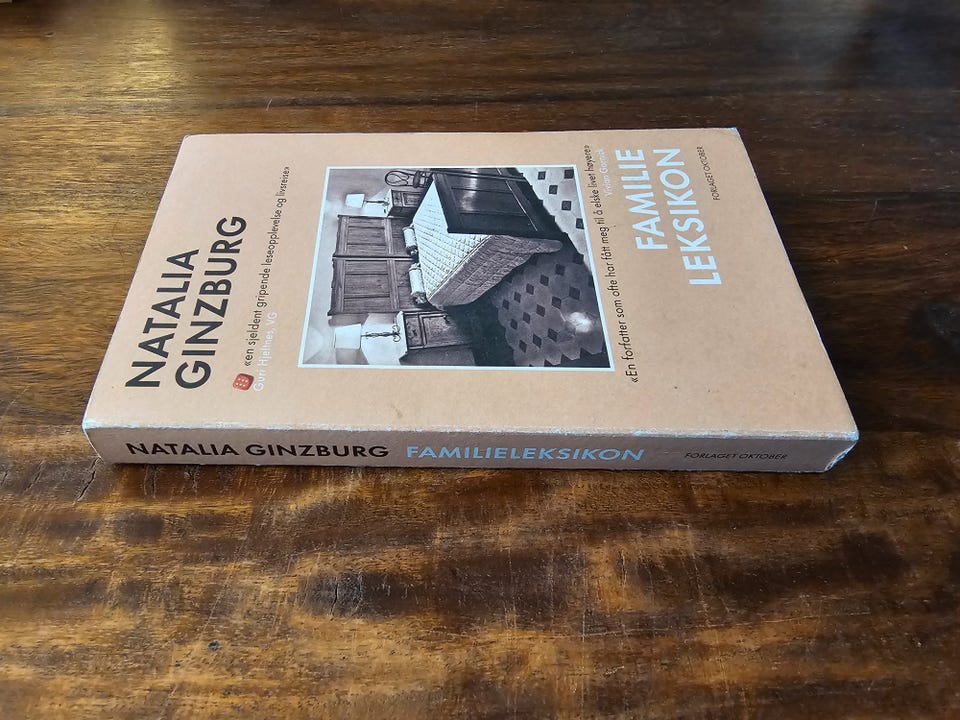 NATALIA
GINZBURG
«en sjeldent gripende leseopplevelse og livsreise»
Guri Hjeltnes, VG
«En forfatter som ofte har fått meg til å elske livet høyere»
Vivian Gornick
FAMILIE
LEKSIKON
FORLAGET OKTOBER
NATALIA GINZBURG FAMILIELEKSIKON FORLAGET OKTOBER